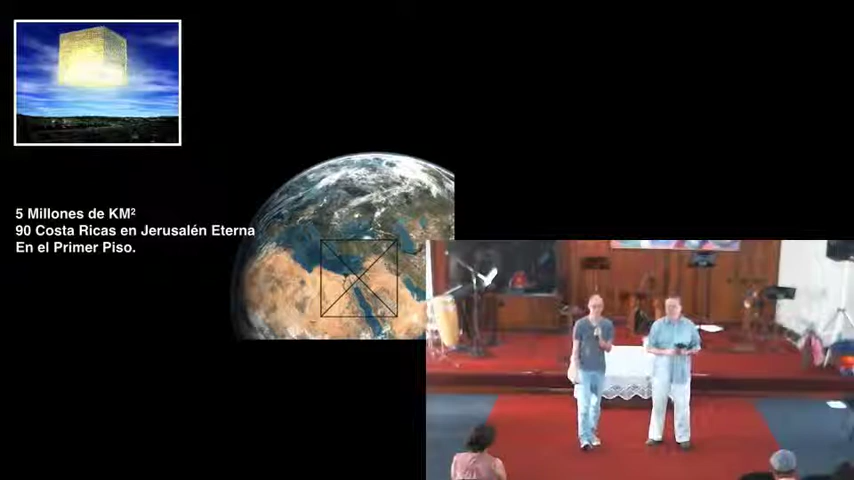 5 Millones de KM²
90 Costa Ricas en Jerusalén Eterna
En el Primer Piso.